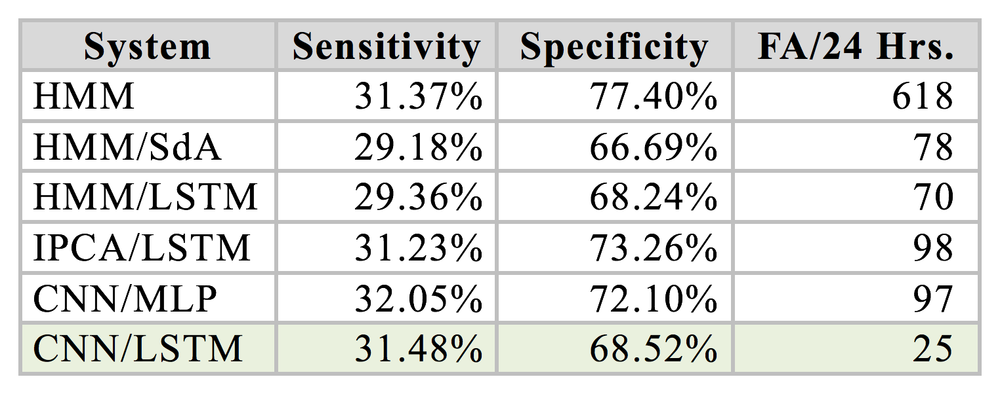 System Sensitivity Specificity FA/24 Hrs.
HMM 31.37% 77.40% 618
HMM/SdA 29.18% 66.69% 78
HMM/LSTM 29.36% 68.24% 70
IPCA/LSTM 31.23% 73.26% 98
CNN/MLP 32.05% 72.10% 97
CNN/LSTM 31.48% 68.52% 25